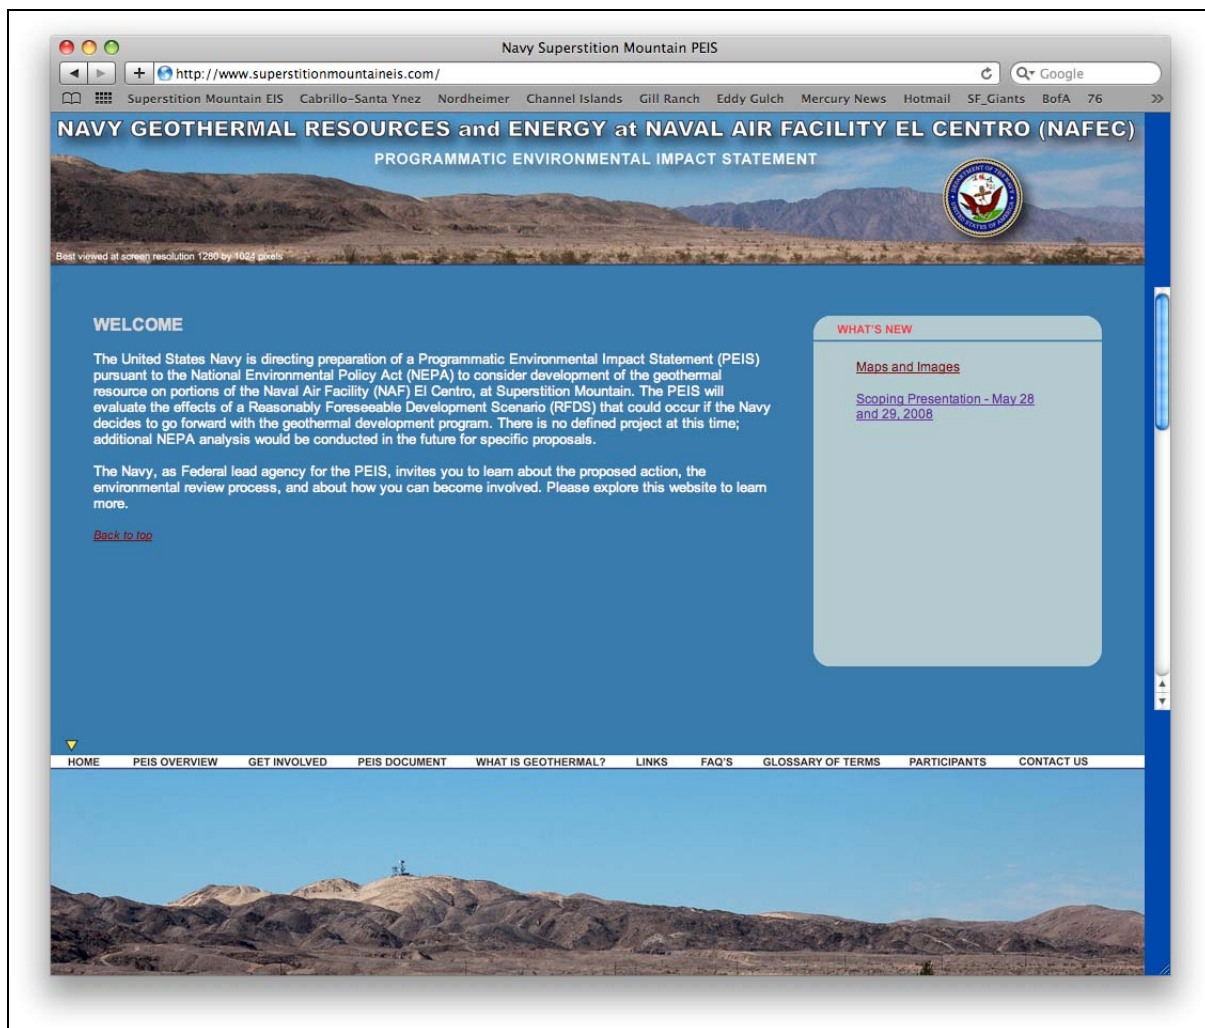 Navy Superstition Mountain PEIS
http://www.superstitionmountaineis.com/
Google
Superstition Mountain EIS Cabrillo-Santa Ynez Nordheimer Channel Islands Gill Ranch Eddy Gulch Mercury News Hotmail SF_Giants BofA 76 »
NAVY GEOTHERMAL RESOURCES and ENERGY at NAVAL AIR FACILITY EL CENTRO (NAFEC)
PROGRAMMATIC ENVIRONMENTAL IMPACT STATEMENT
DEPARTMENT OF THE NAVY
UNITED STATES OF AMERICA
Best viewed at screen resolution 1280 by 1024 pixels
WELCOME
The United States Navy is directing preparation of a Programmatic Environmental Impact Statement (PEIS)
pursuant to the National Environmental Policy Act (NEPA) to consider development of the geothermal
resource on portions of the Naval Air Facility (NAF) El Centro, at Superstition Mountain. The PEIS will
evaluate the effects of a Reasonably Foreseeable Development Scenario (RFDS) that could occur if the Navy
decides to go forward with the geothermal development program. There is no defined project at this time;
additional NEPA analysis would be conducted in the future for specific proposals.
The Navy, as Federal lead agency for the PEIS, invites you to learn about the proposed action, the
environmental review process, and about how you can become involved. Please explore this website to learn
more.
Back to top
WHAT'S NEW
Maps and Images
Scoping Presentation - May 28
and 29, 2008
HOME PEIS OVERVIEW GET INVOLVED PEIS DOCUMENT WHAT IS GEOTHERMAL? LINKS FAQ'S GLOSSARY OF TERMS PARTICIPANTS CONTACT US